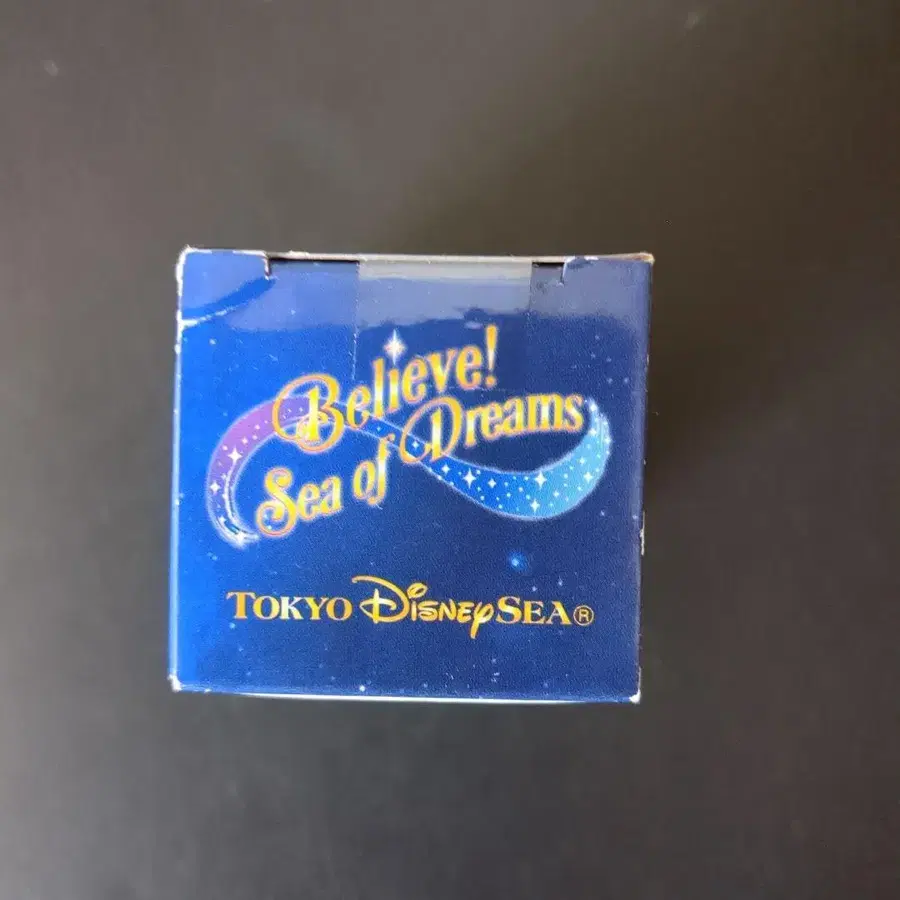 Believe!
Sea of Dreams
TOKYO DISNEYSEA®